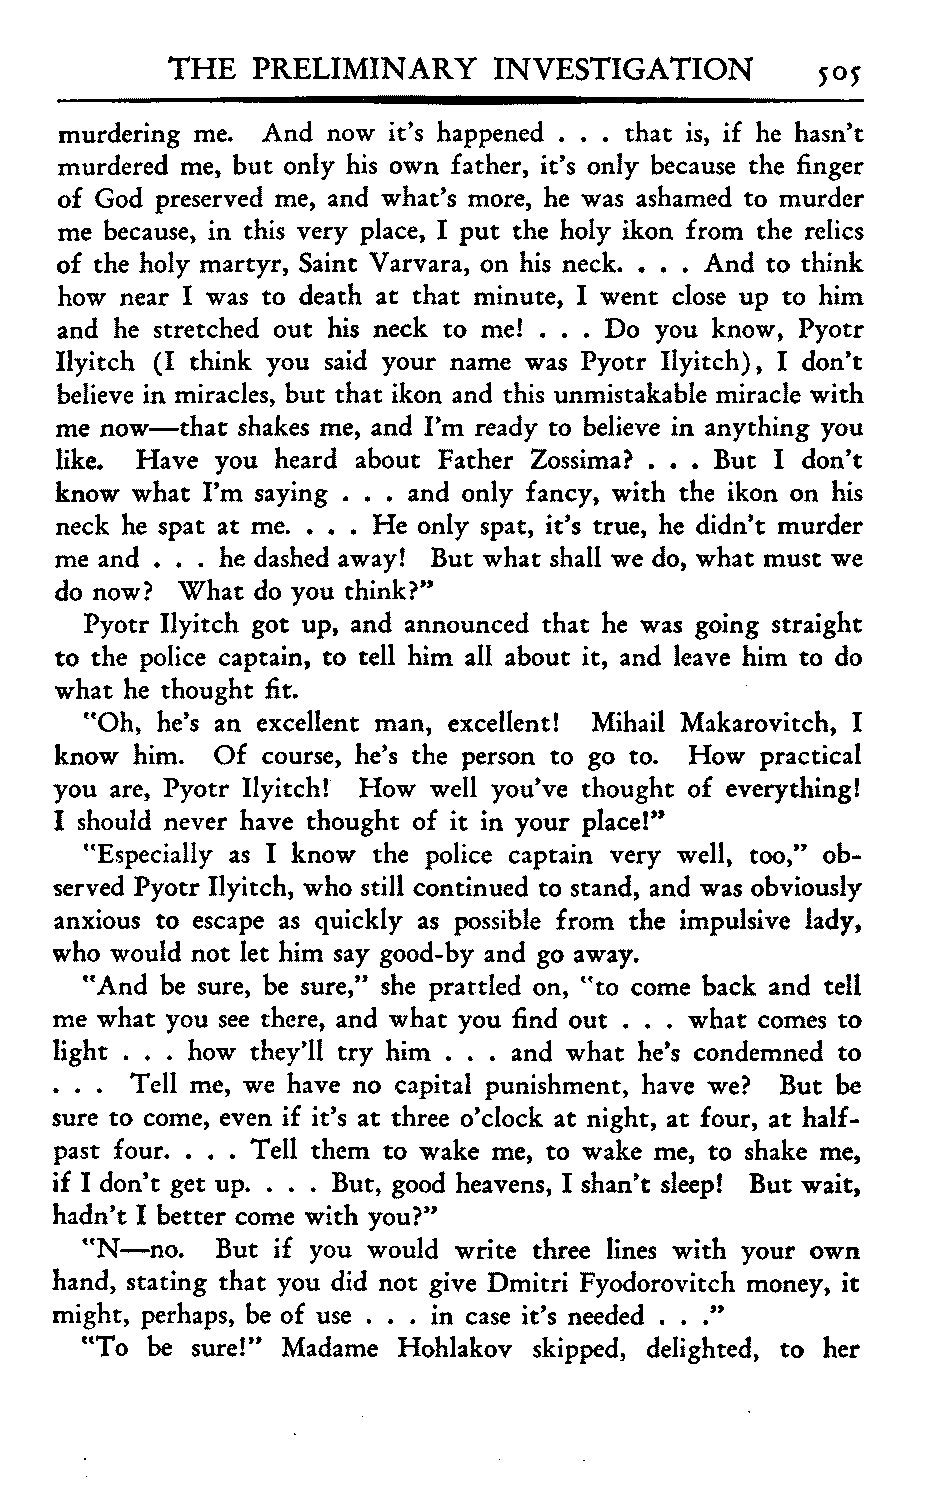 THE PRELIMINARY INVESTIGATION 505
murdering me. And now it's happened . . . that is, if he hasn't
murdered me, but only his own father, it's only because the finger
of God preserved me, and what's more, he was ashamed to murder
me because, in this very place, I put the holy ikon from the relics
of the holy martyr, Saint Varvara, on his neck. . . . And to think
how near I was to death at that minute, I went close up to him
and he stretched out his neck to me! . . . Do you know, Pyotr
Ilyitch (I think you said your name was Pyotr Ilyitch), I don't
believe in miracles, but that ikon and this unmistakable miracle with
me now—that shakes me, and I'm ready to believe in anything you
like. Have you heard about Father Zossima? . . . But I don't
know what I'm saying . . . and only fancy, with the ikon on his
neck he spat at me. . . . He only spat, it's true, he didn't murder
me and . . . he dashed away! But what shall we do, what must we
do now? What do you think?"
Pyotr Ilyitch got up, and announced that he was going straight
to the police captain, to tell him all about it, and leave him to do
what he thought fit.
"Oh, he's an excellent man, excellent! Mihail Makarovitch, I
know him. Of course, he's the person to go to. How practical
you are, Pyotr Ilyitch! How well you've thought of everything!
I should never have thought of it in your place!"
"Especially as I know the police captain very well, too," ob-
served Pyotr Ilyitch, who still continued to stand, and was obviously
anxious to escape as quickly as possible from the impulsive lady,
who would not let him say good-by and go away.
"And be sure, be sure," she prattled on, "to come back and tell
me what you see there, and what you find out . . . what comes to
light . . . how they'll try him . . . and what he's condemned to
. . . Tell me, we have no capital punishment, have we? But be
sure to come, even if it's at three o'clock at night, at four, at half-
past four. . . . Tell them to wake me, to wake me, to shake me,
if I don't get up. . . . But, good heavens, I shan't sleep! But wait,
hadn't I better come with you?"
"N—no. But if you would write three lines with your own
hand, stating that you did not give Dmitri Fyodorovitch money, it
might, perhaps, be of use . . . in case it's needed . . ."
"To be sure!" Madame Hohlakov skipped, delighted, to her